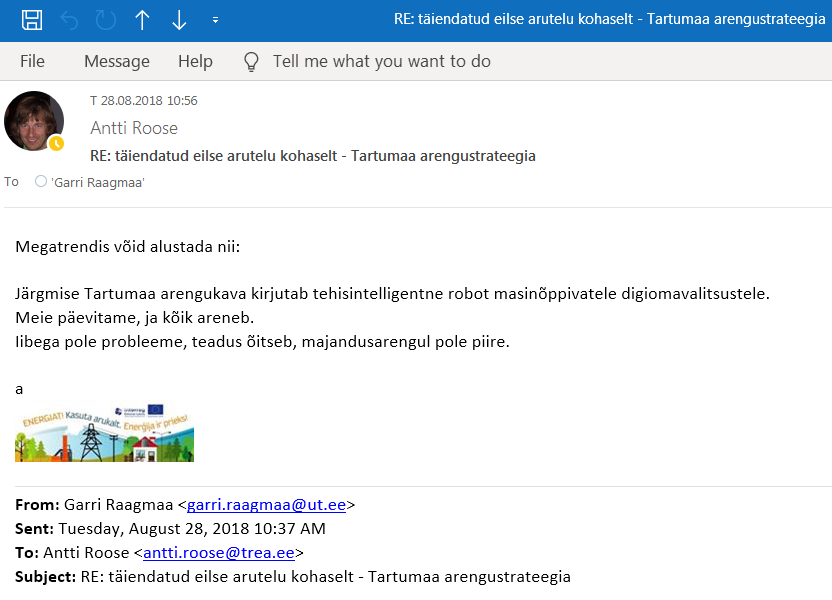 RE: täiendatud eilse arutelu kohaselt - Tartumaa arengustrateegia
File Message Help Tell me what you want to do
T 28.08.2018 10:56
Antti Roose
RE: täiendatud eilse arutelu kohaselt - Tartumaa arengustrateegia
To 'Garri Raagmaa'
Megatrendis võid alustada nii:
Järgmise Tartumaa arengukava kirjutab tehisintelligentne robot masinõppivatele digiomavalitsustele.
Meie päevitame, ja kõik areneb.
Iibega pole probleeme, teadus õitseb, majandusarengul pole piire.
a
ENERGIAT! Kasuta arukalt. Enerģija ir prieks!
From: Garri Raagmaa <garri.raagmaa@ut.ee>
Sent: Tuesday, August 28, 2018 10:37 AM
To: Antti Roose <antti.roose@trea.ee>
Subject: RE: täiendatud eilse arutelu kohaselt - Tartumaa arengustrateegia